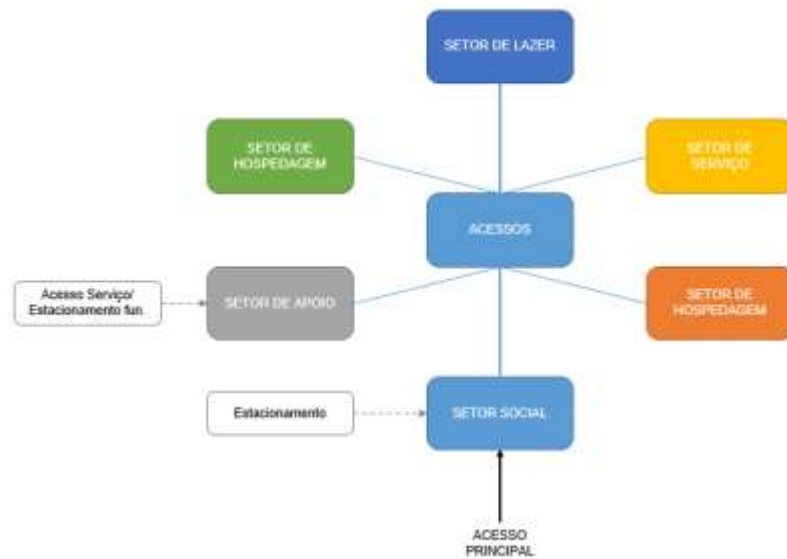 SETOR DE LAZER
SETOR DE
HOSPEDAGEM
SETOR DE
SERVIÇO
ACESSOS
Acesso Serviço/
Estacionamento fun.
SETOR DE APOIO
SETOR DE
HOSPEDAGEM
Estacionamento
SETOR SOCIAL
ACESSO
PRINCIPAL